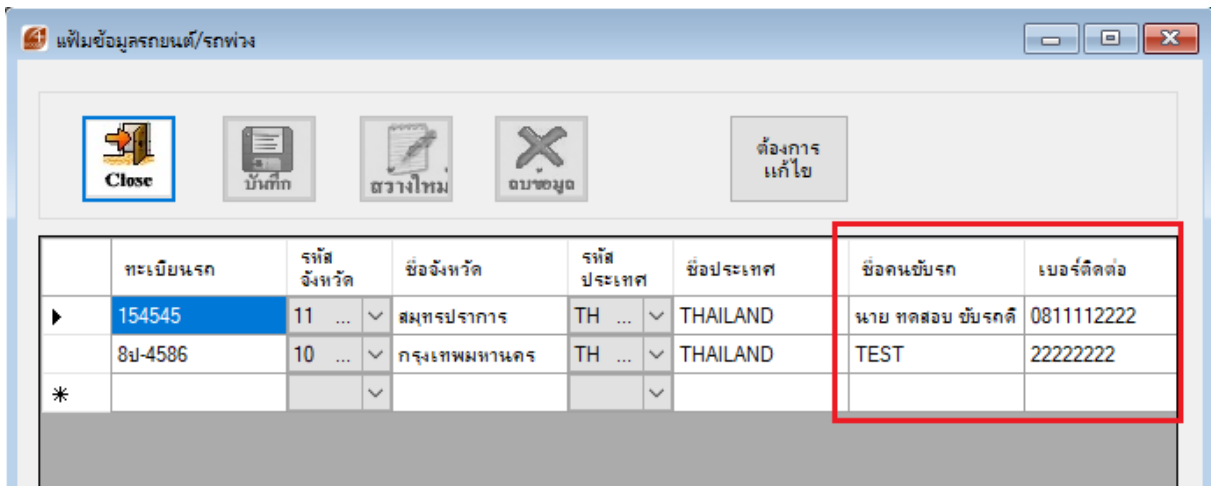 แฟ้มข้อมูลรถยนต์/รถพ่วง
Close
บันทึก
สร้างใหม่
ลบข้อมูล
ต้องการ
แก้ไข
ทะเบียนรถ รหัส จังหวัด ชื่อจังหวัด รหัส ประเทศ ชื่อประเทศ ชื่อคนขับรถ เบอร์ติดต่อ
154545 11 ... สมุทรปราการ TH ... THAILAND นาย ทดสอบ ขับรถดี 0811112222
8ป-4586 10 ... กรุงเทพมหานคร TH ... THAILAND TEST 22222222